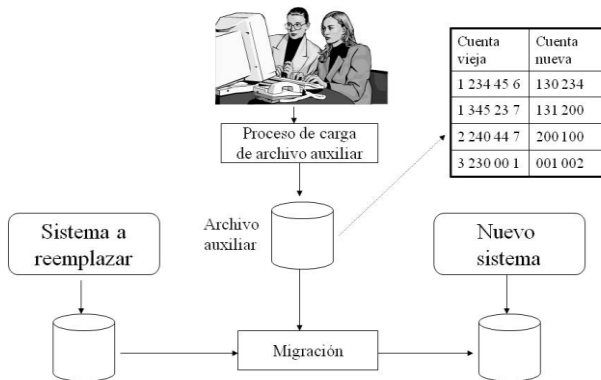 Cuenta vieja
Cuenta nueva
1 234 45 6
130 234
1 345 23 7
131 200
2 240 44 7
200 100
3 230 00 1
001 002
Proceso de carga
de archivo auxiliar
Archivo
auxiliar
Sistema a
reemplazar
Nuevo
sistema
Migración